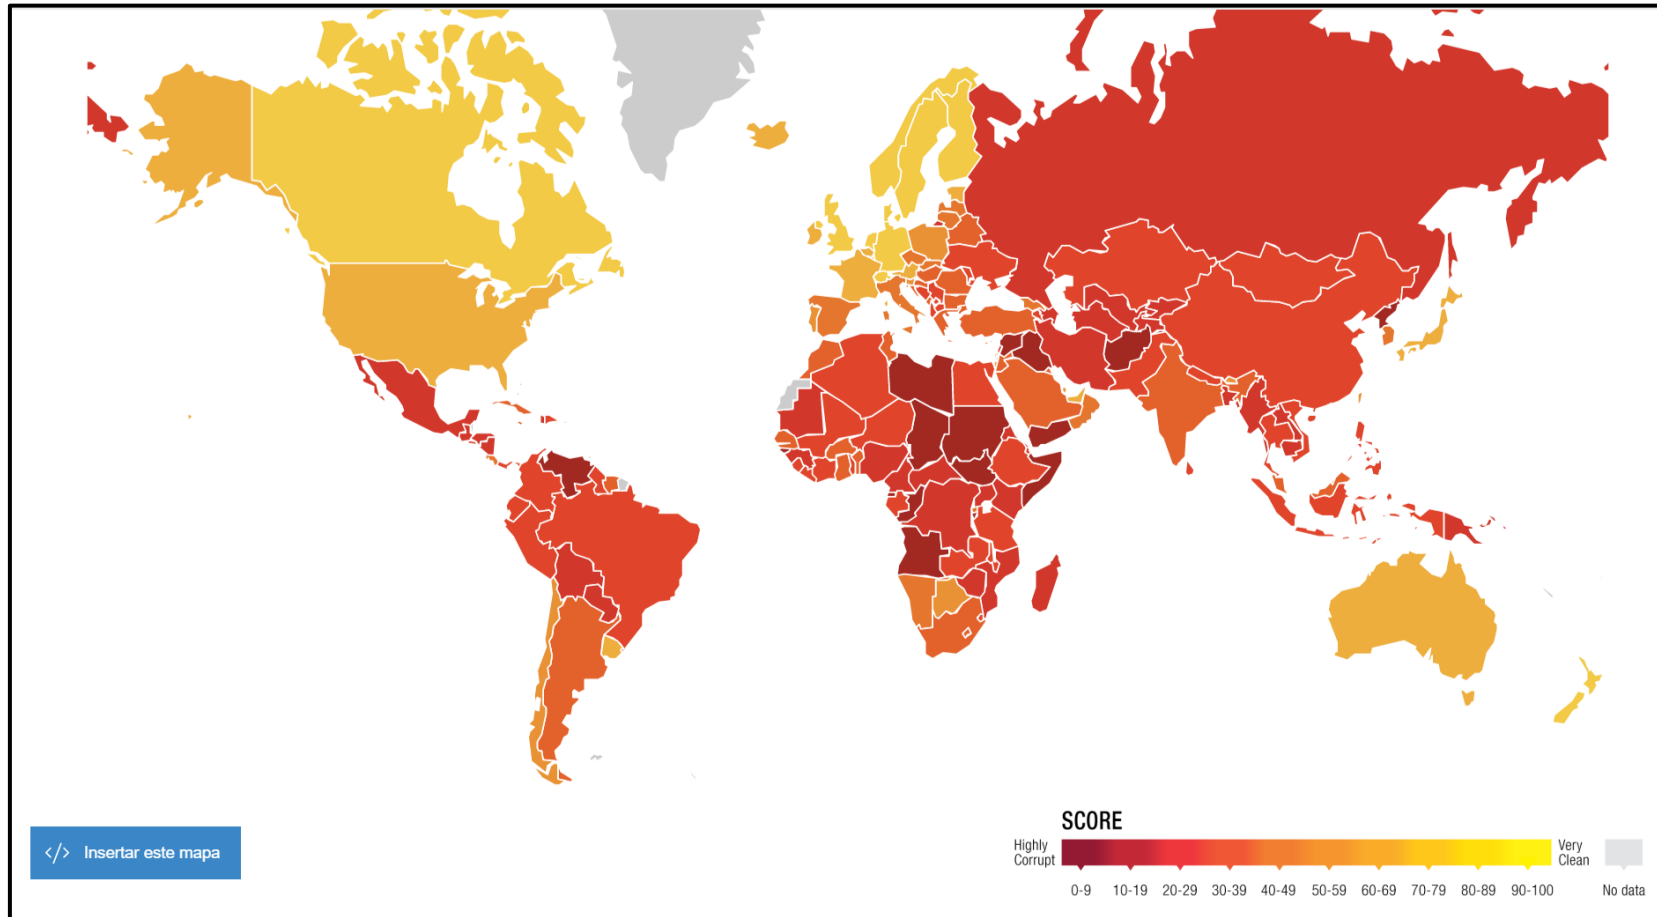 SCORE
Highly Corrupt
Very Clean
0-9 10-19 20-29 30-39 40-49 50-59 60-69 70-79 80-89 90-100 No data
</> Insertar este mapa